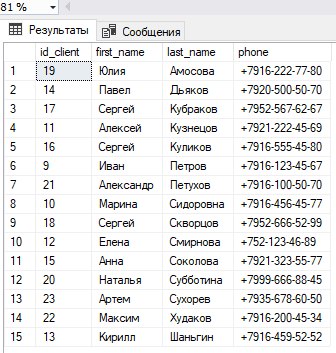 81 %
Результаты Сообщения
id_client first_name last_name phone
1 19 Юлия Амосова +7916-222-77-80
2 14 Павел Дьяков +7920-500-50-70
3 17 Сергей Кубраков +7952-567-62-67
4 11 Алексей Кузнецов +7921-222-45-69
5 16 Сергей Куликов +7916-555-45-80
6 9 Иван Петров +7916-123-45-67
7 21 Александр Петухов +7916-100-50-70
8 10 Марина Сидоровна +7916-456-45-77
9 18 Сергей Скворцов +7952-666-52-99
10 12 Елена Смирнова +752-123-46-89
11 15 Анна Соколова +7921-323-55-77
12 20 Наталья Субботина +7999-666-88-45
13 23 Артем Сухорев +7935-678-60-50
14 22 Максим Худаков +7916-200-45-34
15 13 Кирилл Шаньгин +7916-459-52-52